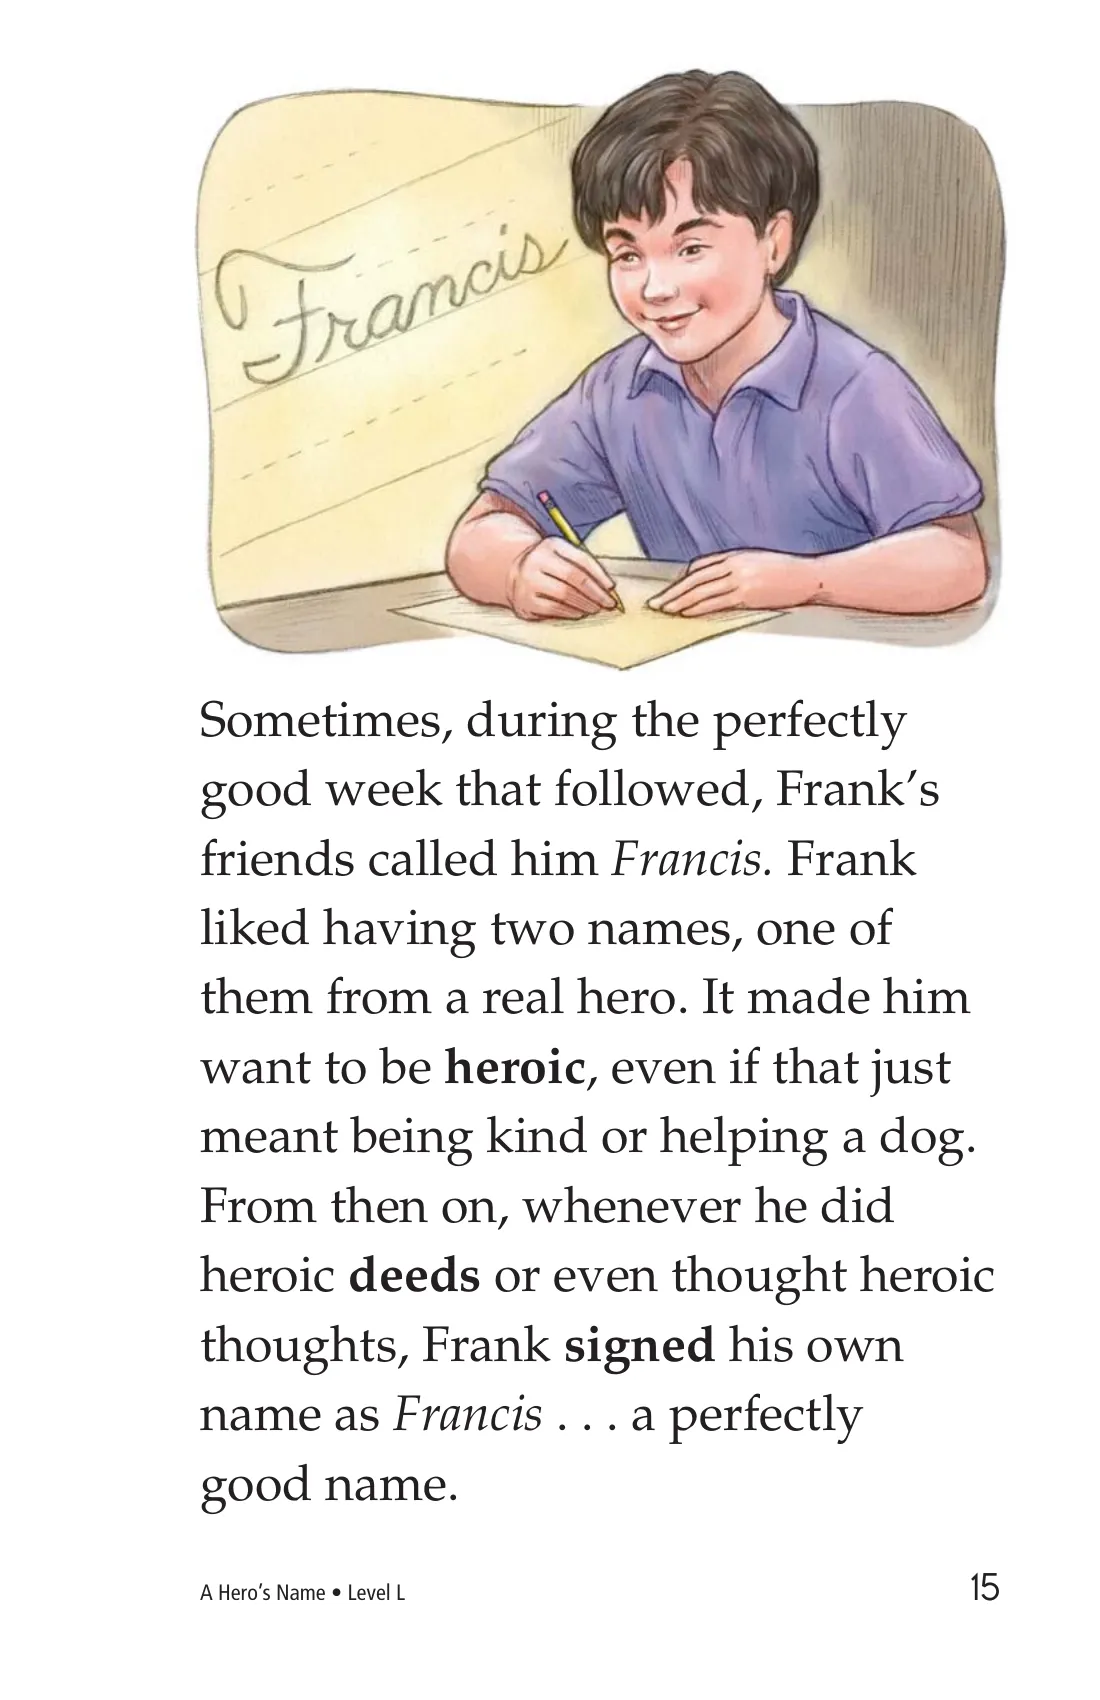 Francis
Sometimes, during the perfectly
good week that followed, Frank’s
friends called him Francis. Frank
liked having two names, one of
them from a real hero. It made him
want to be heroic, even if that just
meant being kind or helping a dog.
From then on, whenever he did
heroic deeds or even thought heroic
thoughts, Frank signed his own
name as Francis . . . a perfectly
good name.
A Hero’s Name • Level L 15